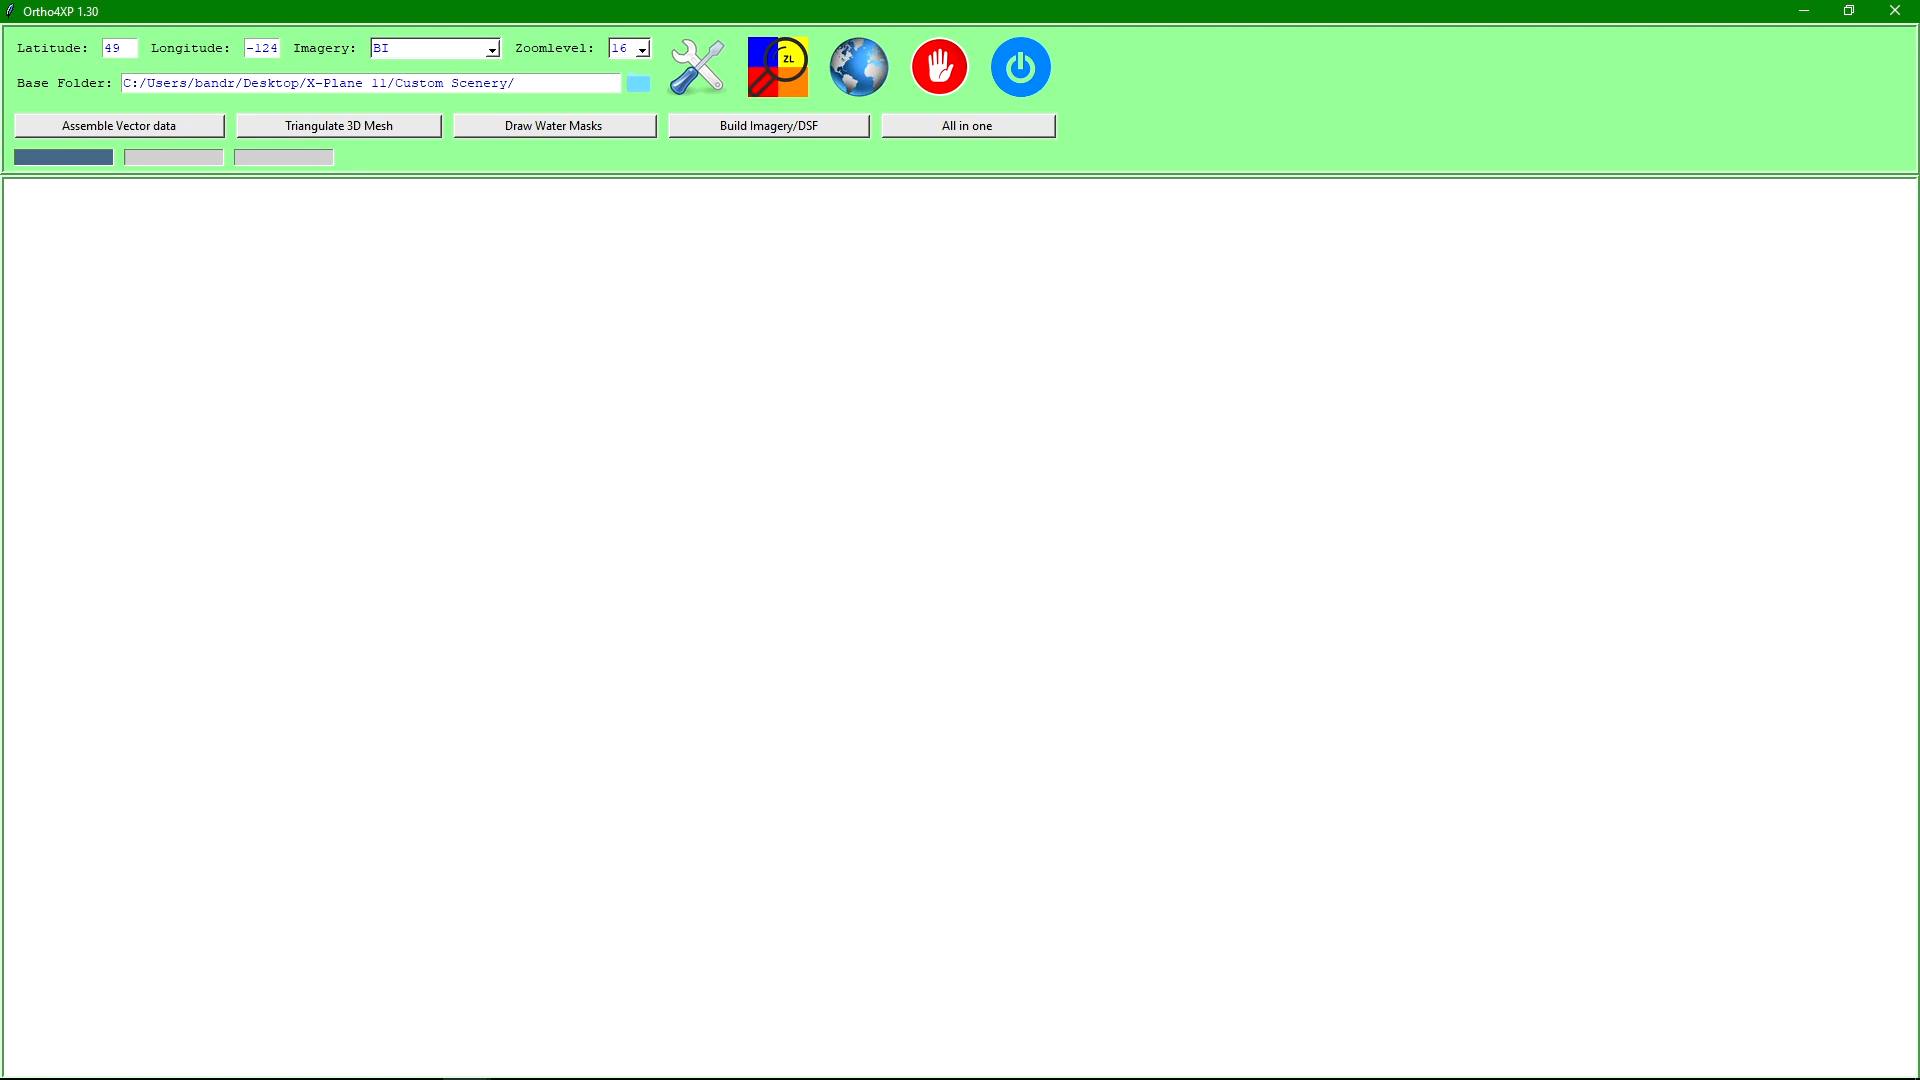 Ortho4XP 1.30
Latitude: 49 Longitude: -124 Imagery: BI Zoomlevel: 16
ZL
Base Folder: C:/Users/bandr/Desktop/X-Plane 11/Custom Scenery/
Assemble Vector data Triangulate 3D Mesh Draw Water Masks Build Imagery/DSF All in one